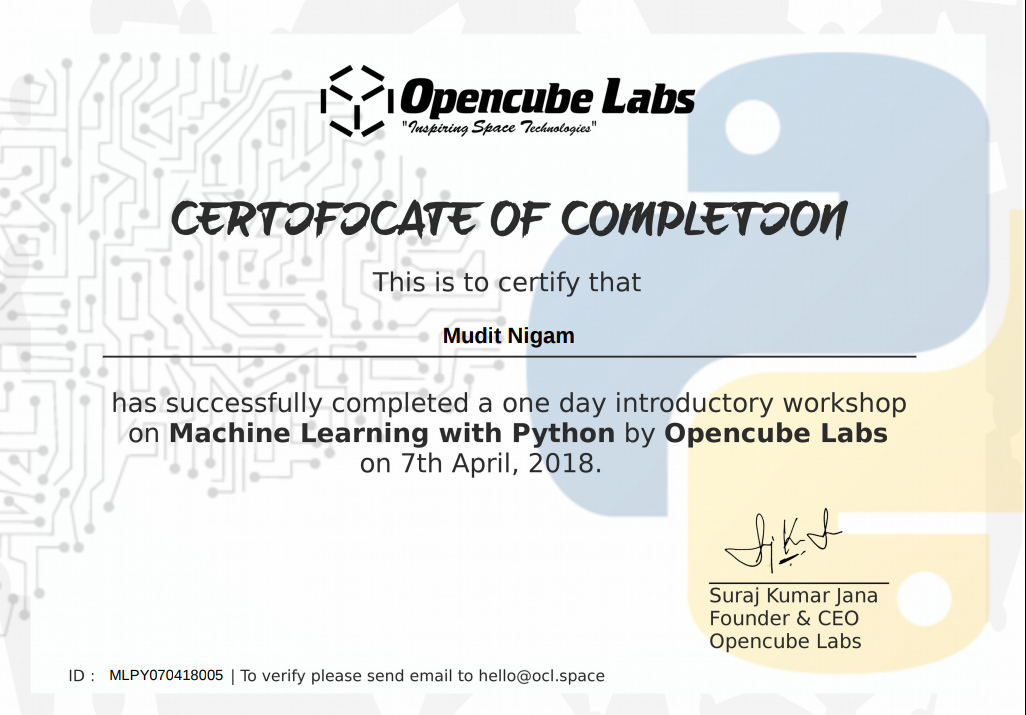 Opencube Labs
"Inspiring Space Technologies"
CERTIFICATE OF COMPLETION
This is to certify that
Mudit Nigam
has successfully completed a one day introductory workshop
on Machine Learning with Python by Opencube Labs
on 7th April, 2018.
Suraj Kumar Jana
Founder & CEO
Opencube Labs
ID : MLPY070418005 | To verify please send email to hello@ocl.space